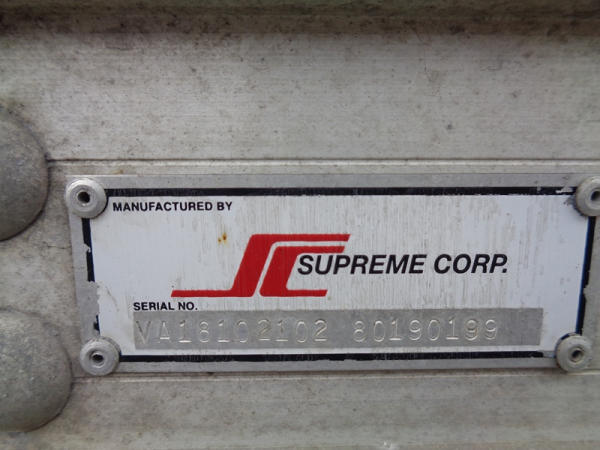 MANUFACTURED BY
SUPREME CORP.
SERIAL NO.
VA18102102 80190199